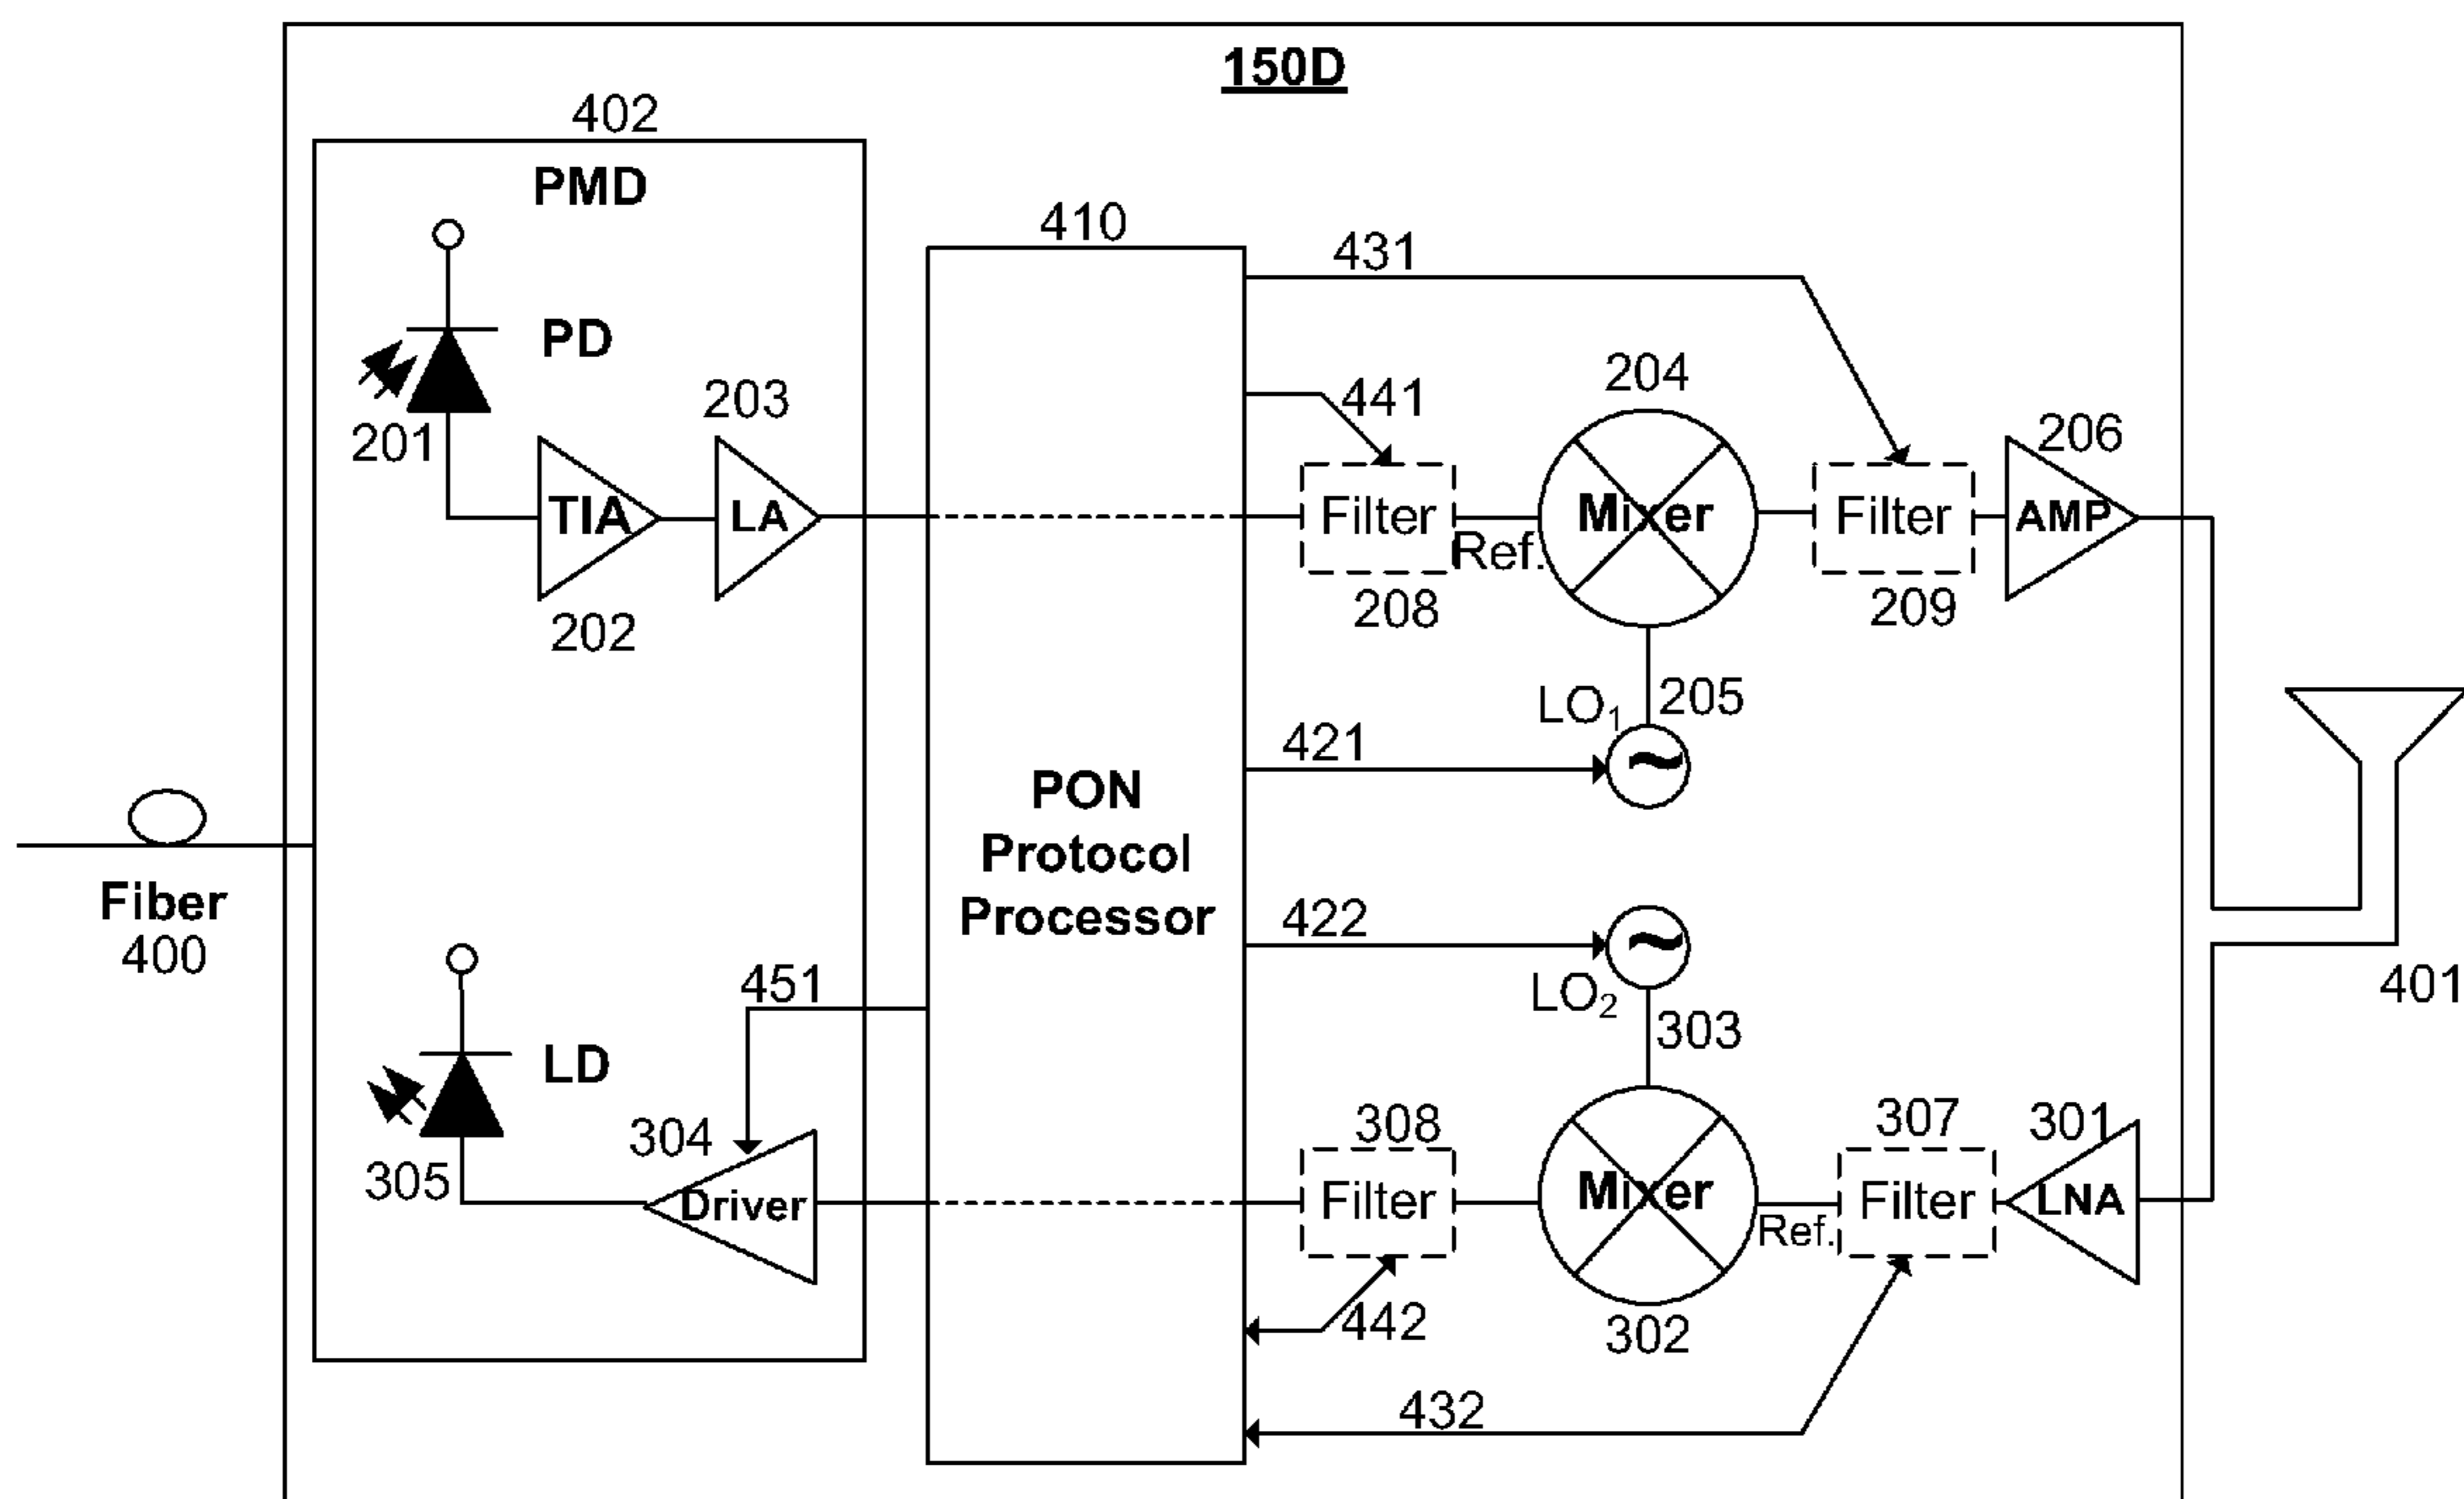 150D
402
PMD
410
431
PD
204
203
441
206
201
TIA
LA
Filter
Mixer
Filter
AMP
Ref.
208
209
202
LO1
205
421
PON
Protocol
Processor
Fiber
400
422
451
LO2
303
401
LD
304
308
307
301
305
Driver
Filter
Mixer
Filter
LNA
Ref.
442
302
432